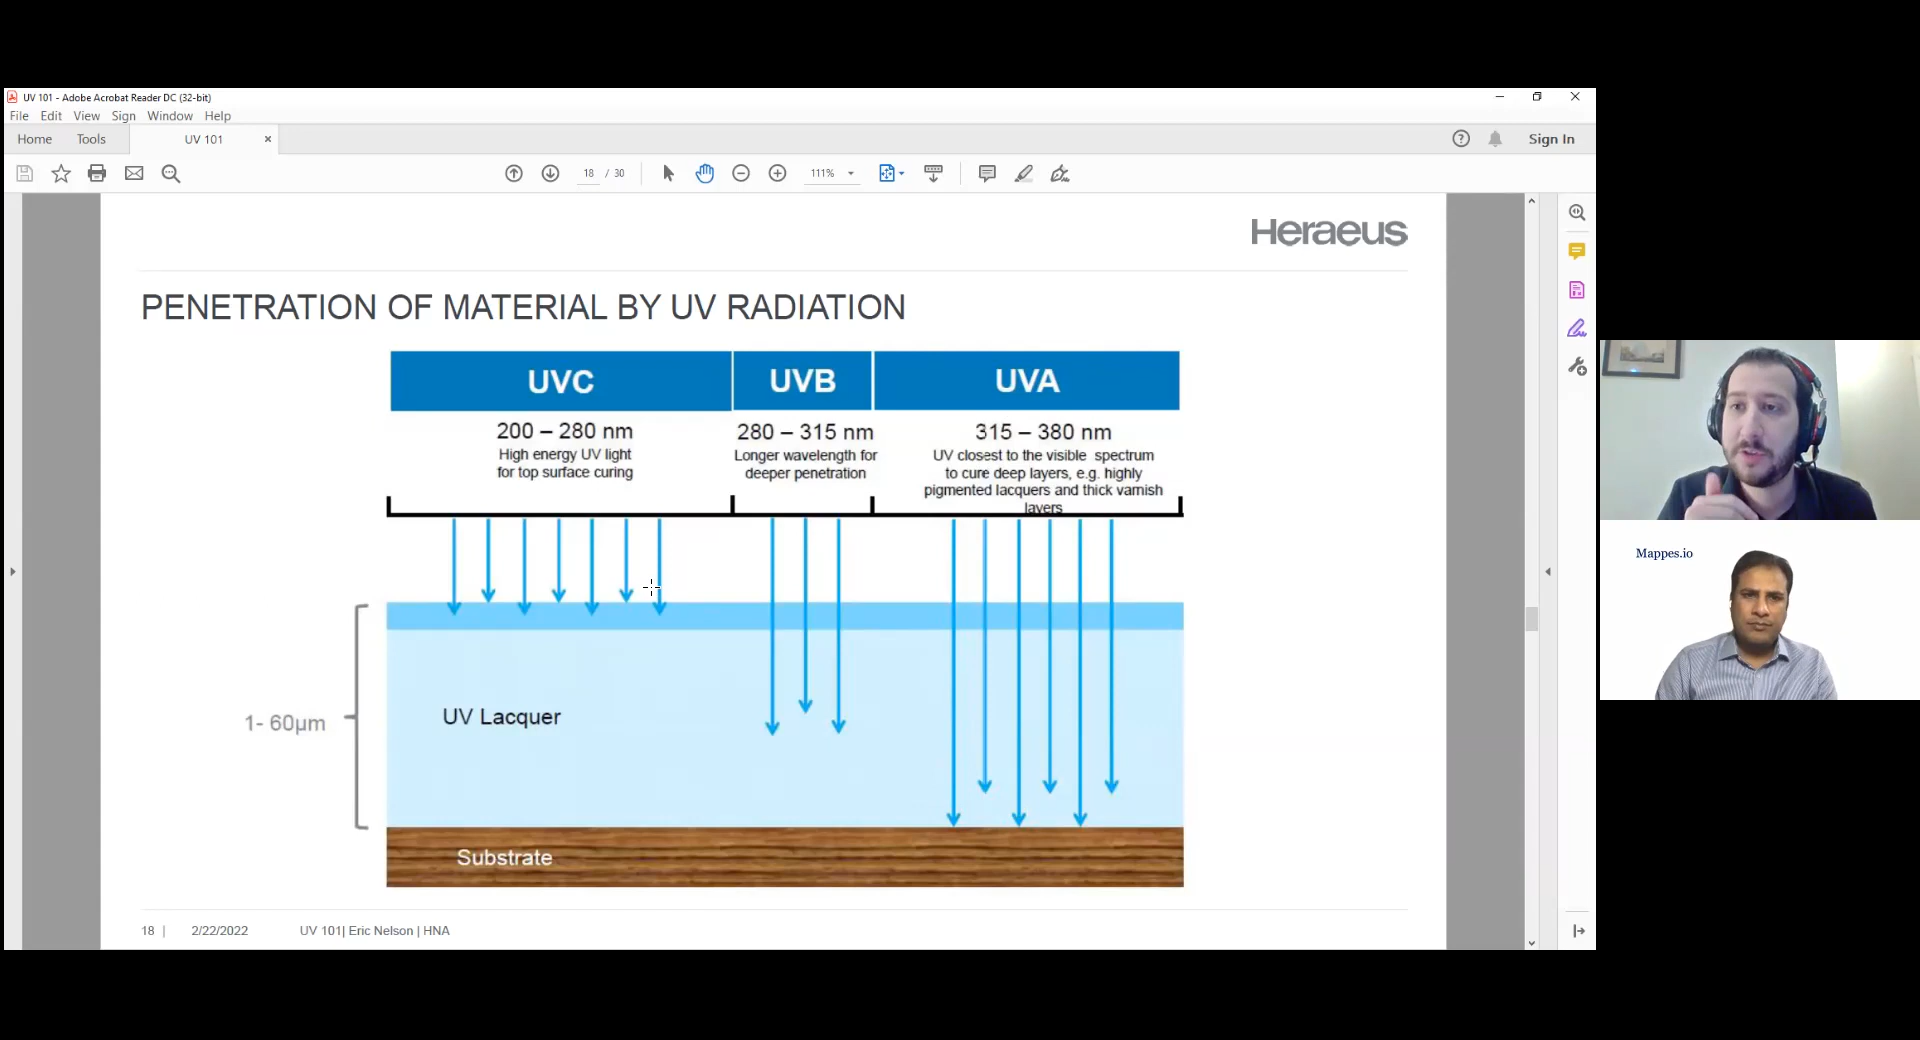 UV 101 - Adobe Acrobat Reader DC (32-bit)
File Edit View Sign Window Help
Home Tools UV 101 Sign In
18 / 30 111%
Heraeus
PENETRATION OF MATERIAL BY UV RADIATION
UVC UVB UVA
200 – 280 nm
High energy UV light
for top surface curing
280 – 315 nm
Longer wavelength for
deeper penetration
315 – 380 nm
UV closest to the visible spectrum
to cure deep layers, e.g. highly
pigmented lacquers and thick varnish
layers
Mappes.io
UV Lacquer
1- 60µm
Substrate
18 | 2/22/2022 UV 101| Eric Nelson | HNA